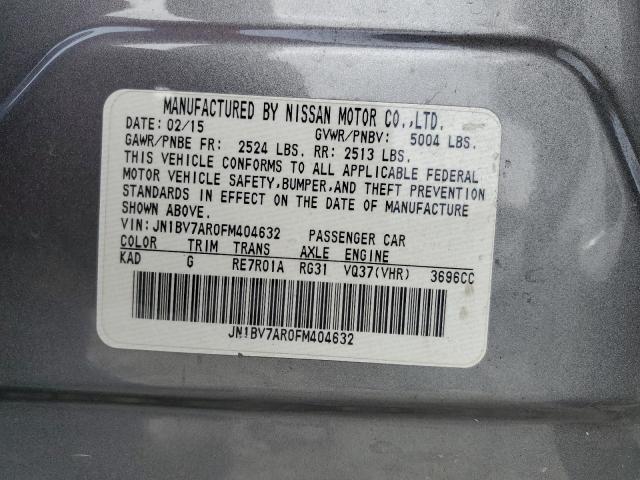 MANUFACTURED BY NISSAN MOTOR CO.,LTD.
DATE: 02/15 GVWR/PNBV: 5004 LBS.
GAWR/PNBE FR: 2524 LBS. RR: 2513 LBS.
THIS VEHICLE CONFORMS TO ALL APPLICABLE FEDERAL
MOTOR VEHICLE SAFETY,BUMPER,AND THEFT PREVENTION
STANDARDS IN EFFECT ON THE DATE OF MANUFACTURE
SHOWN ABOVE.
VIN: JN1BV7AR0FM404632 PASSENGER CAR
COLOR TRIM TRANS AXLE ENGINE
KAD G RE7R01A RG31 VQ37(VHR) 3696CC
JN1BV7AR0FM404632